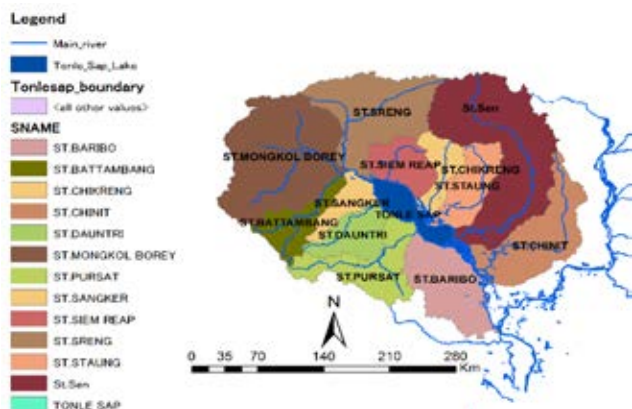 Legend
Main_river
Tonle_Sap_Lake
Tonlesap_boundary
<all other values>
SNAME
ST.BARIBO
ST.BATTAMBANG
ST.CHIKRENG
ST.CHINIT
ST.DAUNTRI
ST.MONGKOL BOREY
ST.PURSAT
ST.SANGKER
ST.SIEM REAP
ST.SRENG
ST.STAUNG
St.Sen
TONLE SAP
ST.SRENG
St.Sen
ST.MONGKOL BOREY
ST.SIEM REAP
ST.CHIKRENG
ST.STAUNG
ST.SANGKER
TONLE SAP
ST.BATTAMBANG
ST.DAUNTRI
ST.CHINIT
ST.PURSAT
ST.BARIBO
N
0 35 70 140 210 280
Km